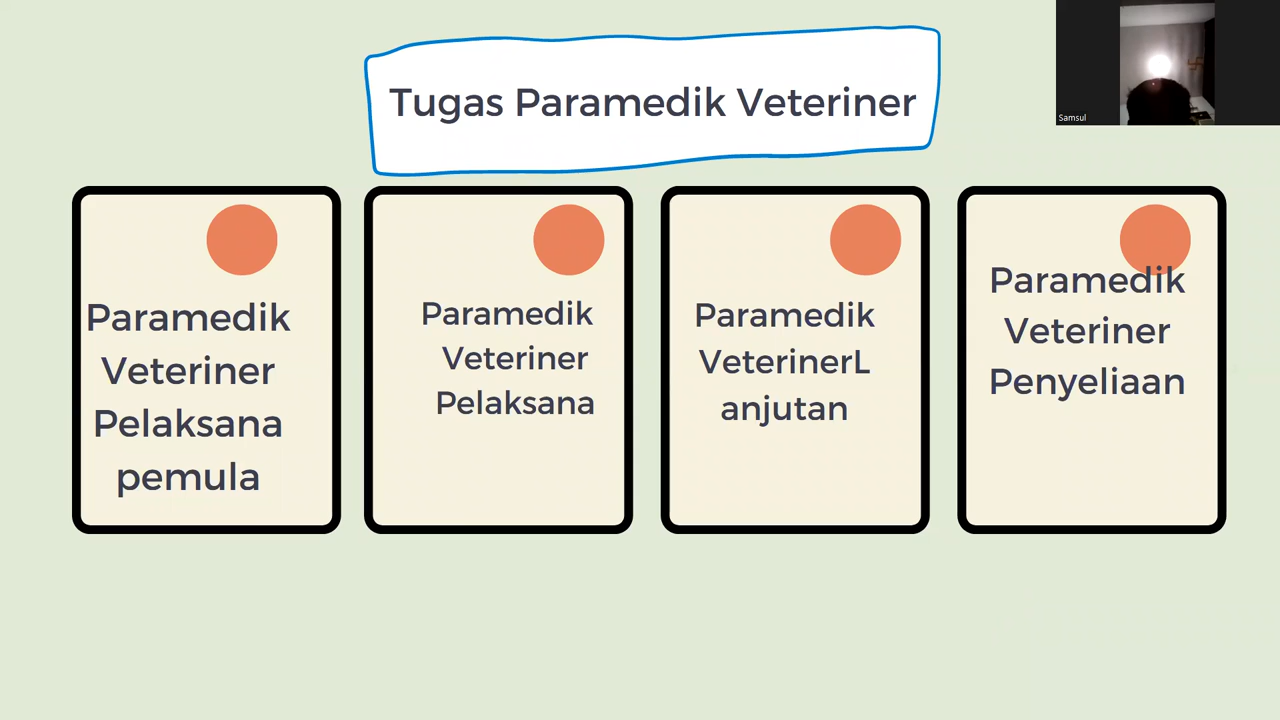 Tugas Paramedik Veteriner
Samsul
Paramedik
Veteriner
Pelaksana
pemula
Paramedik
Veteriner
Pelaksana
Paramedik
VeterinerL
anjutan
Paramedik
Veteriner
Penyeliaan